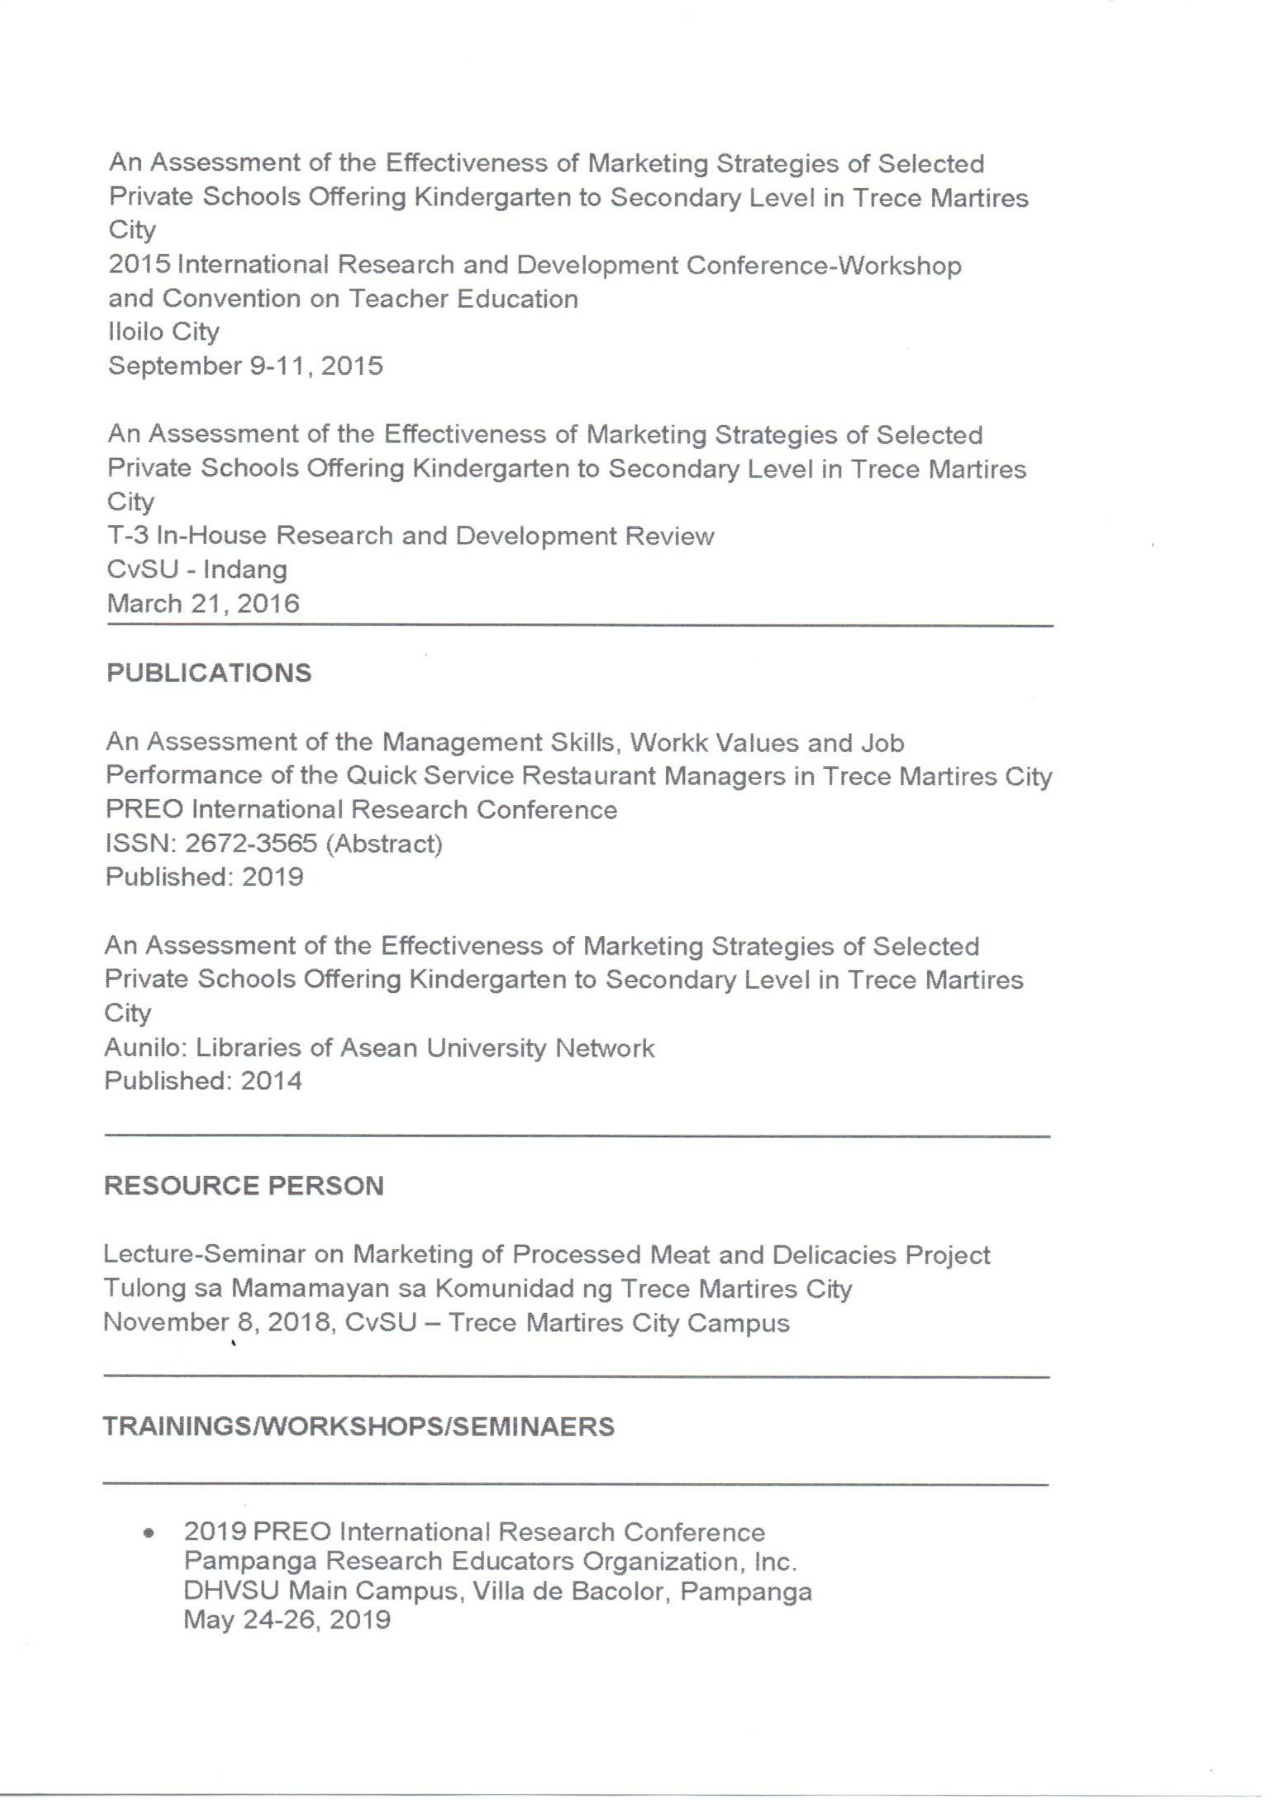 An Assessment of the Effectiveness of Marketing Strategies of Selected
Private Schools Offering Kindergarten to Secondary Level in Trece Martires
City
2015 International Research and Development Conference-Workshop
and Convention on Teacher Education
Iloilo City
September 9-11, 2015
An Assessment of the Effectiveness of Marketing Strategies of Selected
Private Schools Offering Kindergarten to Secondary Level in Trece Martires
City
T-3 In-House Research and Development Review
CvSU - Indang
March 21, 2016
PUBLICATIONS
An Assessment of the Management Skills, Workk Values and Job
Performance of the Quick Service Restaurant Managers in Trece Martires City
PREO International Research Conference
ISSN: 2672-3565 (Abstract)
Published: 2019
An Assessment of the Effectiveness of Marketing Strategies of Selected
Private Schools Offering Kindergarten to Secondary Level in Trece Martires
City
Aunilo: Libraries of Asean University Network
Published: 2014
RESOURCE PERSON
Lecture-Seminar on Marketing of Processed Meat and Delicacies Project
Tulong sa Mamamayan sa Komunidad ng Trece Martires City
November 8, 2018, CvSU – Trece Martires City Campus
TRAININGS/WORKSHOPS/SEMINAERS
• 2019 PREO International Research Conference
Pampanga Research Educators Organization, Inc.
DHVSU Main Campus, Villa de Bacolor, Pampanga
May 24-26, 2019